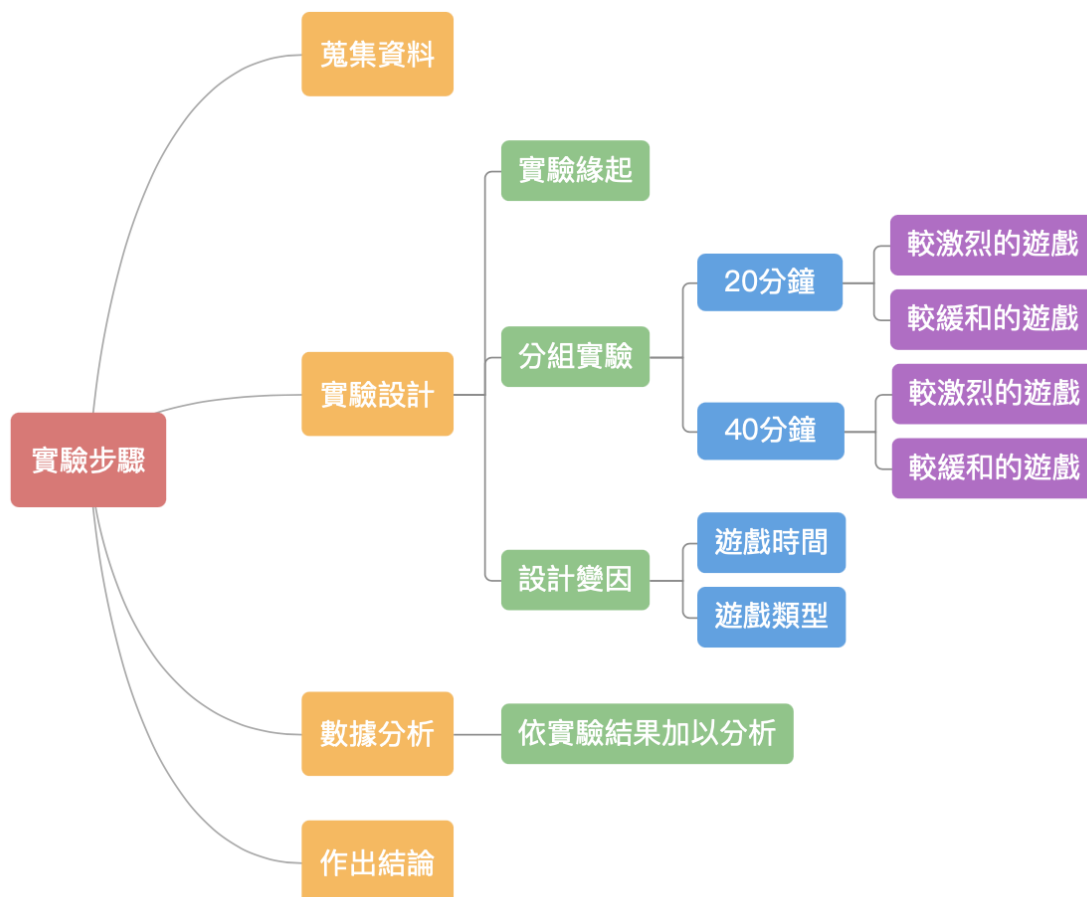 實驗步驟
蒐集資料
實驗設計
實驗緣起
分組實驗
20分鐘
較激烈的遊戲
較緩和的遊戲
40分鐘
較激烈的遊戲
較緩和的遊戲
設計變因
遊戲時間
遊戲類型
數據分析
依實驗結果加以分析
作出結論